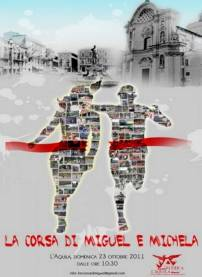 LA CORSA DI MIGUEL E MICHELA
L'AQUILA, DOMENICA 23 OTTOBRE 2011
DALLE ORE 10.30